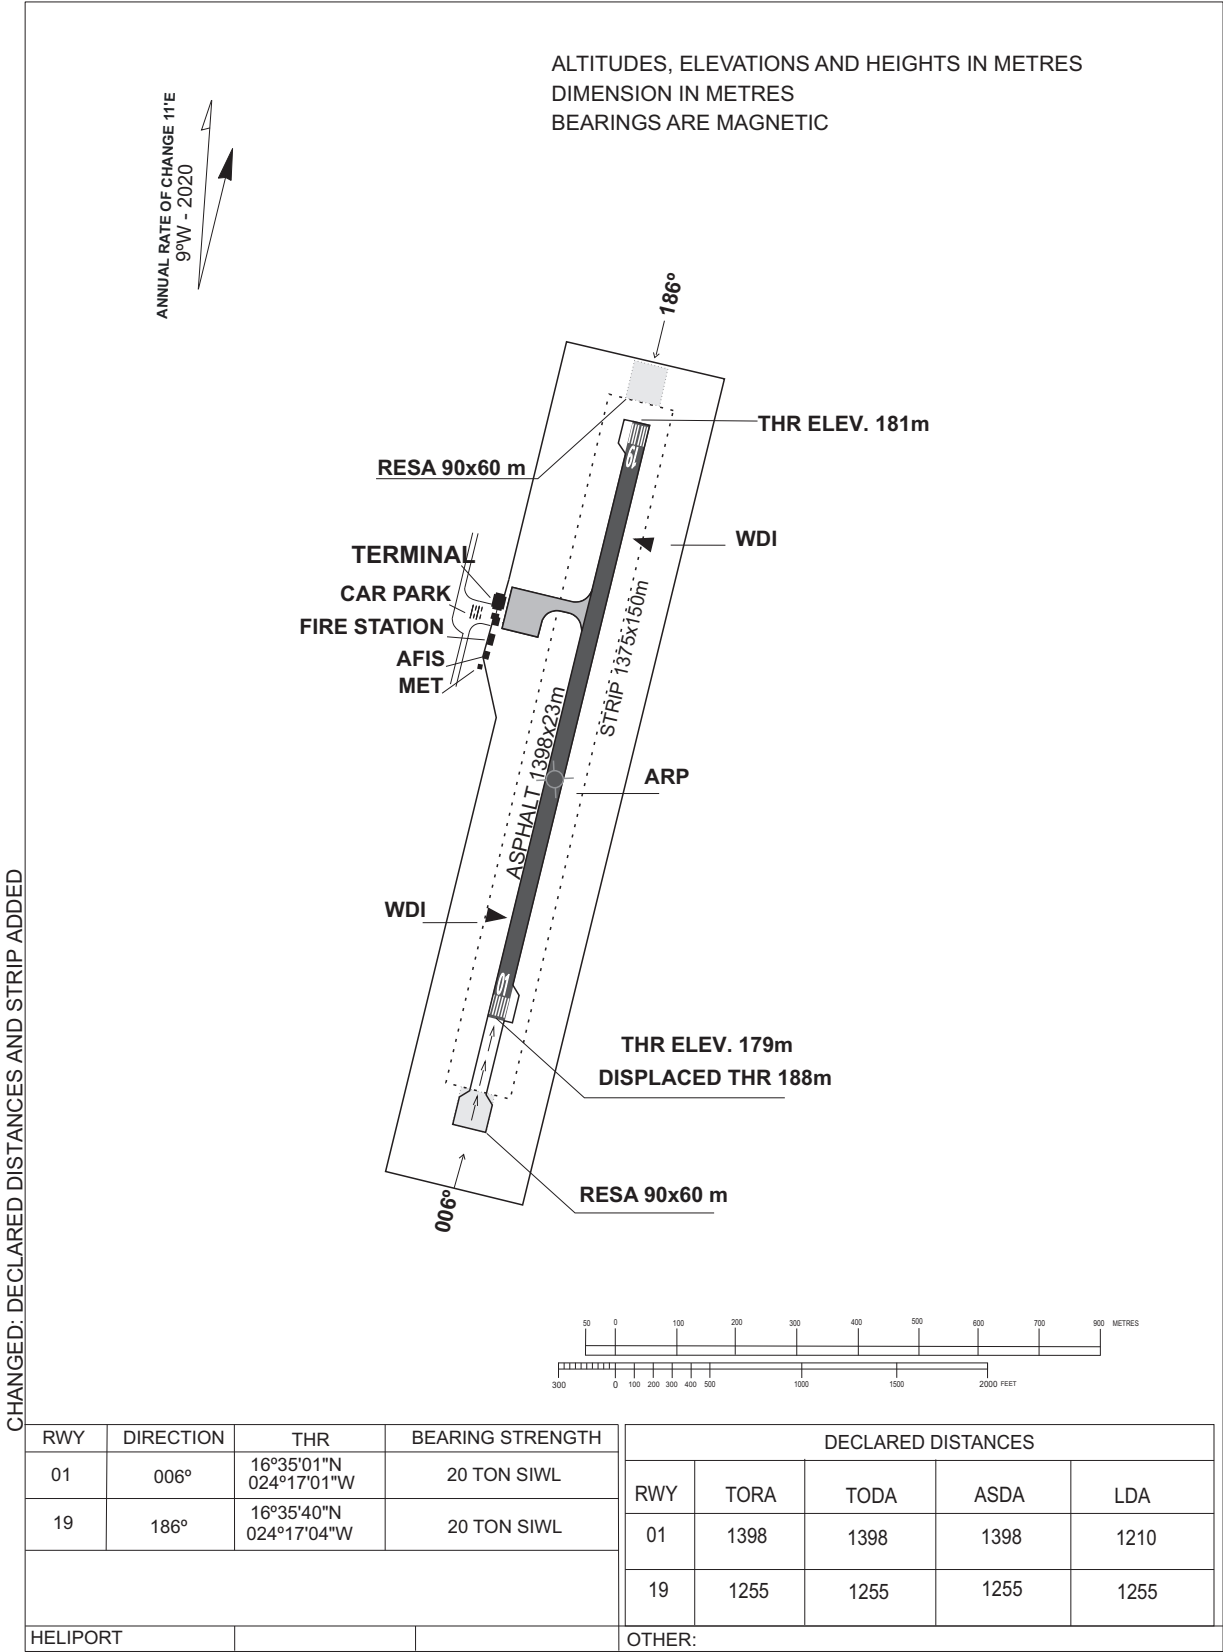 ALTITUDES, ELEVATIONS AND HEIGHTS IN METRES
DIMENSION IN METRES
BEARINGS ARE MAGNETIC
ANNUAL RATE OF CHANGE 11'E
9ºW - 2020
186º
THR ELEV. 181m
19
RESA 90x60 m
WDI
TERMINAL
CAR PARK
FIRE STATION
AFIS
MET
STRIP 1375x150m
ASPHALT 1398x23m
ARP
WDI
01
THR ELEV. 179m
DISPLACED THR 188m
RESA 90x60 m
006º
CHANGED: DECLARED DISTANCES AND STRIP ADDED
50 0 100 200 300 400 500 600 700 900 METRES
300 0 100 200 300 400 500 1000 1500 2000 FEET
RWY DIRECTION THR BEARING STRENGTH
01 006º 16º35'01"N 024º17'01"W 20 TON SIWL
19 186º 16º35'40"N 024º17'04"W 20 TON SIWL
HELIPORT
DECLARED DISTANCES
RWY TORA TODA ASDA LDA
01 1398 1398 1398 1210
19 1255 1255 1255 1255
OTHER: